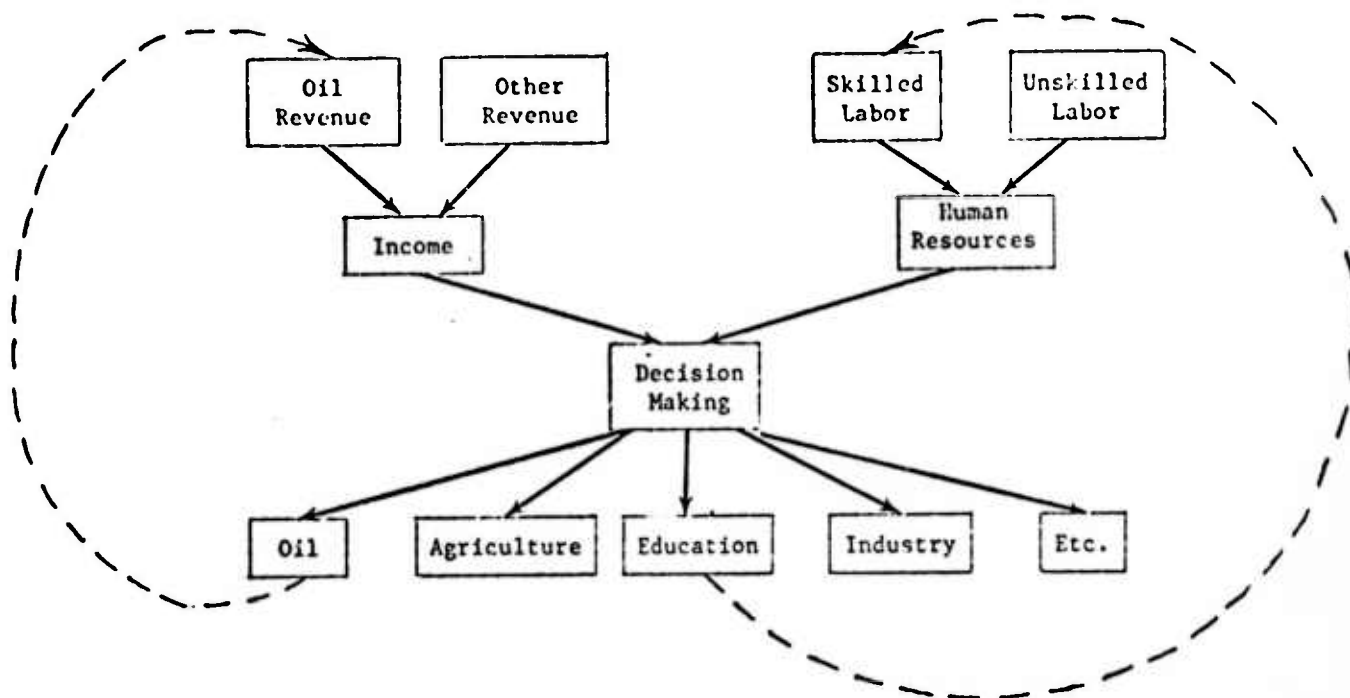 Oil
Revenue
Other
Revenue
Skilled
Labor
Unskilled
Labor
Income
Human
Resources
Decision
Making
Oil
Agriculture
Education
Industry
Etc.